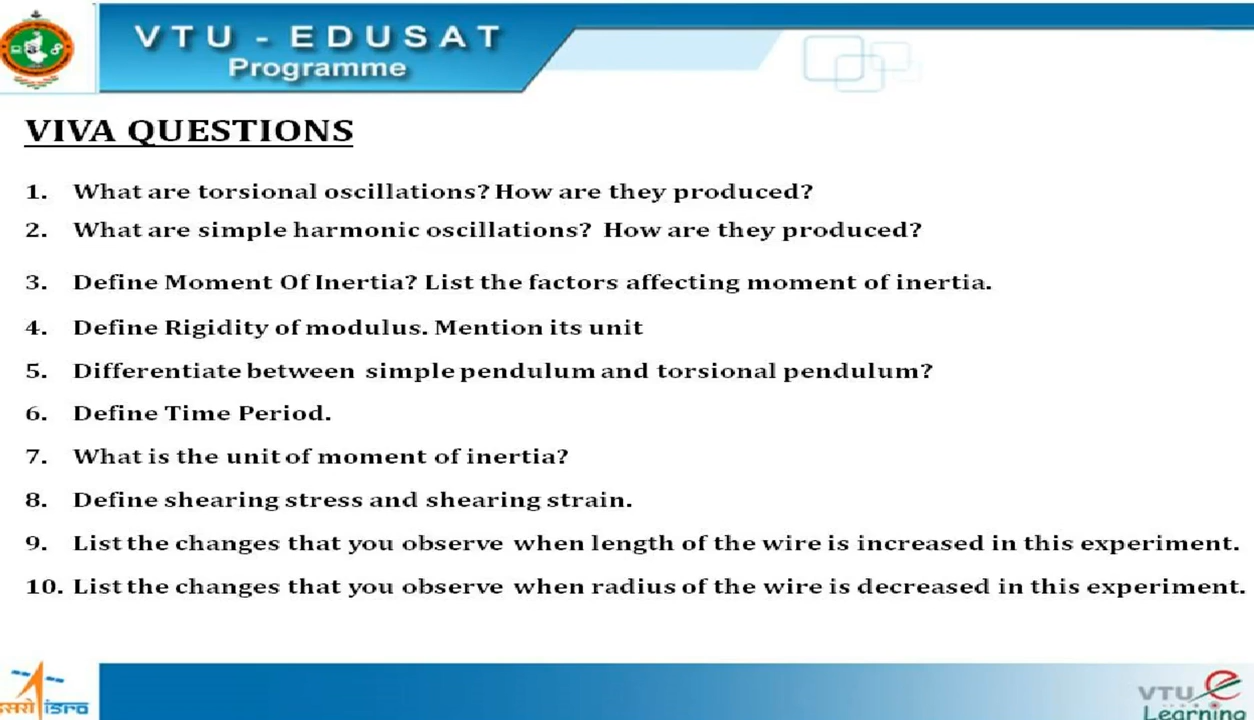 VTU - EDUSAT
Programme
VIVA QUESTIONS
1. What are torsional oscillations? How are they produced?
2. What are simple harmonic oscillations? How are they produced?
3. Define Moment Of Inertia? List the factors affecting moment of inertia.
4. Define Rigidity of modulus. Mention its unit
5. Differentiate between simple pendulum and torsional pendulum?
6. Define Time Period.
7. What is the unit of moment of inertia?
8. Define shearing stress and shearing strain.
9. List the changes that you observe when length of the wire is increased in this experiment.
10. List the changes that you observe when radius of the wire is decreased in this experiment.
इसरो isro
VTU e
Learning